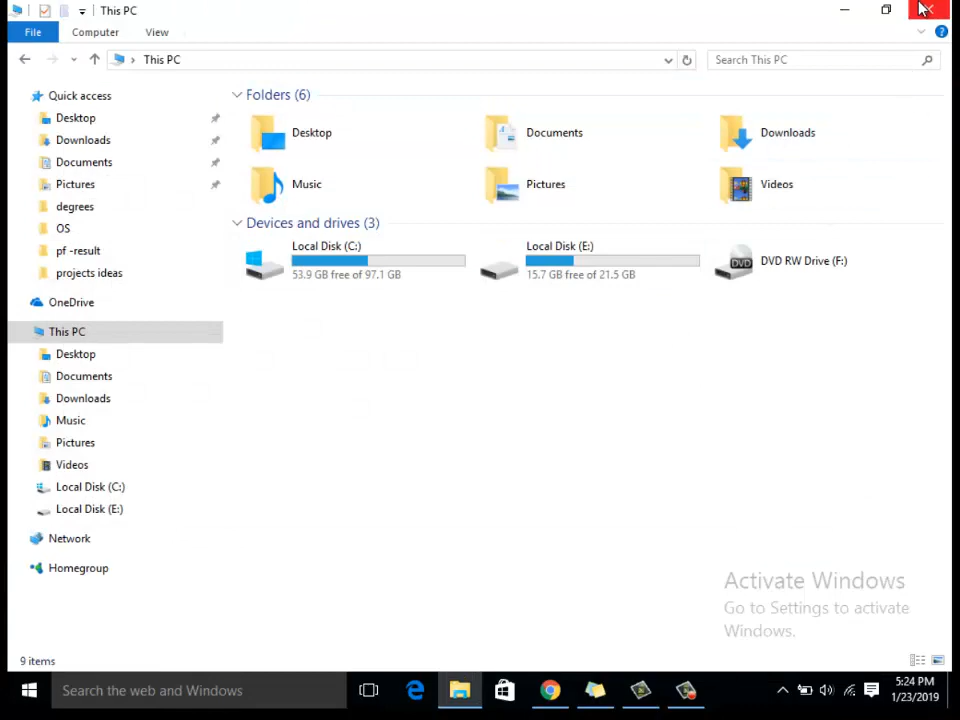 This PC
File Computer View
This PC
Search This PC
Quick access
Desktop
Downloads
Documents
Pictures
degrees
OS
pf -result
projects ideas
OneDrive
This PC
Desktop
Documents
Downloads
Music
Pictures
Videos
Local Disk (C:)
Local Disk (E:)
Network
Homegroup
Folders (6)
Desktop
Documents
Downloads
Music
Pictures
Videos
Devices and drives (3)
Local Disk (C:)
53.9 GB free of 97.1 GB
Local Disk (E:)
15.7 GB free of 21.5 GB
DVD RW Drive (F:)
DVD
Activate Windows
Go to Settings to activate
Windows.
9 items
Search the web and Windows
5:24 PM
1/23/2019